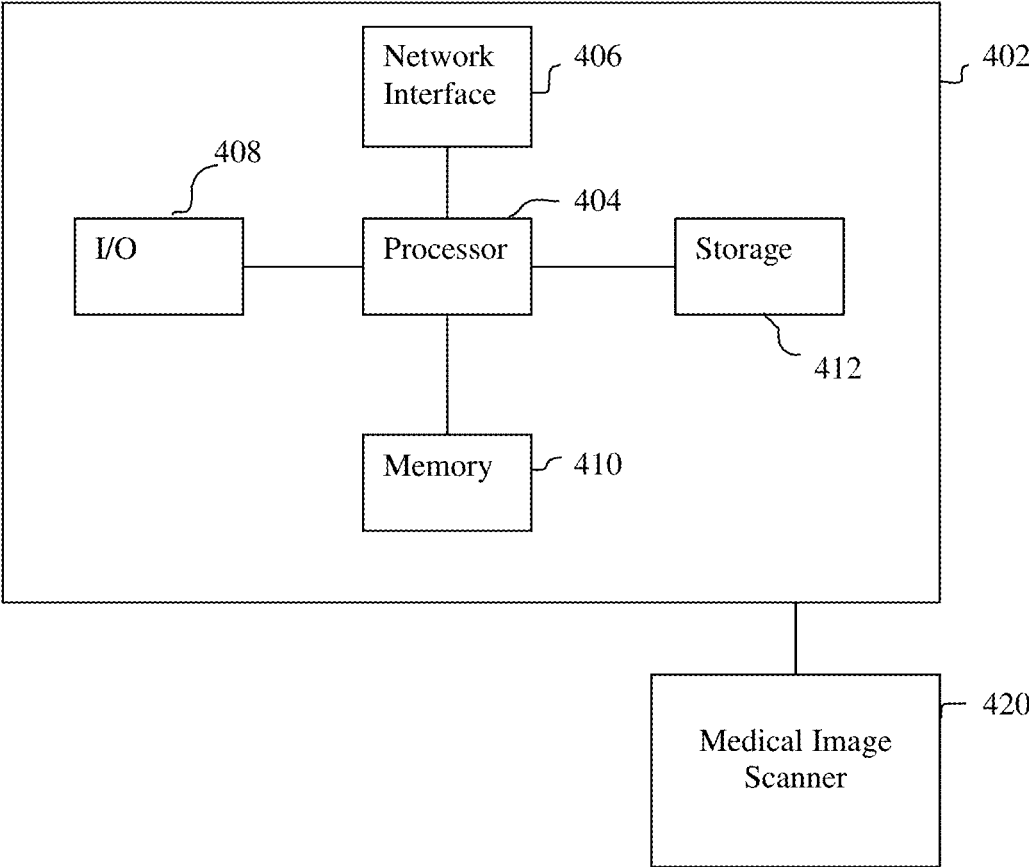 Network
Interface
406
402
408
404
I/O
Processor
Storage
412
Memory
410
420
Medical Image
Scanner